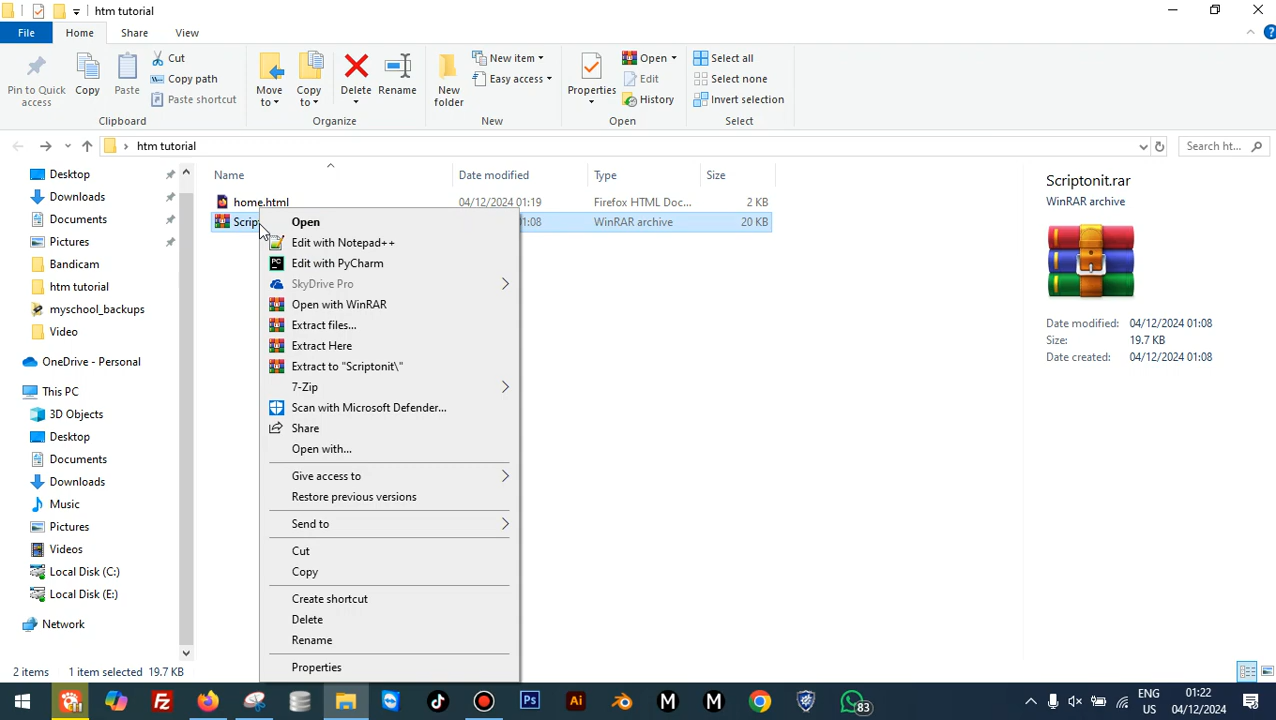 htm tutorial
File Home Share View
Pin to Quick access
Copy
Paste
Cut
Copy path
Paste shortcut
Clipboard
Move to
Copy to
Delete
Rename
Organize
New folder
New item
Easy access
New
Properties
Open
Edit
History
Open
Select all
Select none
Invert selection
Select
htm tutorial
Search ht...
Desktop
Downloads
Documents
Pictures
Bandicam
htm tutorial
myschool_backups
Video
OneDrive - Personal
This PC
3D Objects
Desktop
Documents
Downloads
Music
Pictures
Videos
Local Disk (C:)
Local Disk (E:)
Network
Name Date modified Type Size
home.html 04/12/2024 01:19 Firefox HTML Doc... 2 KB
Script 01:08 WinRAR archive 20 KB
Open
Edit with Notepad++
PC Edit with PyCharm
SkyDrive Pro
Open with WinRAR
Extract files...
Extract Here
Extract to "Scriptonit\"
7-Zip
Scan with Microsoft Defender...
Share
Open with...
Give access to
Restore previous versions
Send to
Cut
Copy
Create shortcut
Delete
Rename
Properties
Scriptonit.rar
WinRAR archive
Date modified: 04/12/2024 01:08
Size: 19.7 KB
Date created: 04/12/2024 01:08
2 items 1 item selected 19.7 KB
Ps Ai M M 83
ENG
US
01:22
04/12/2024